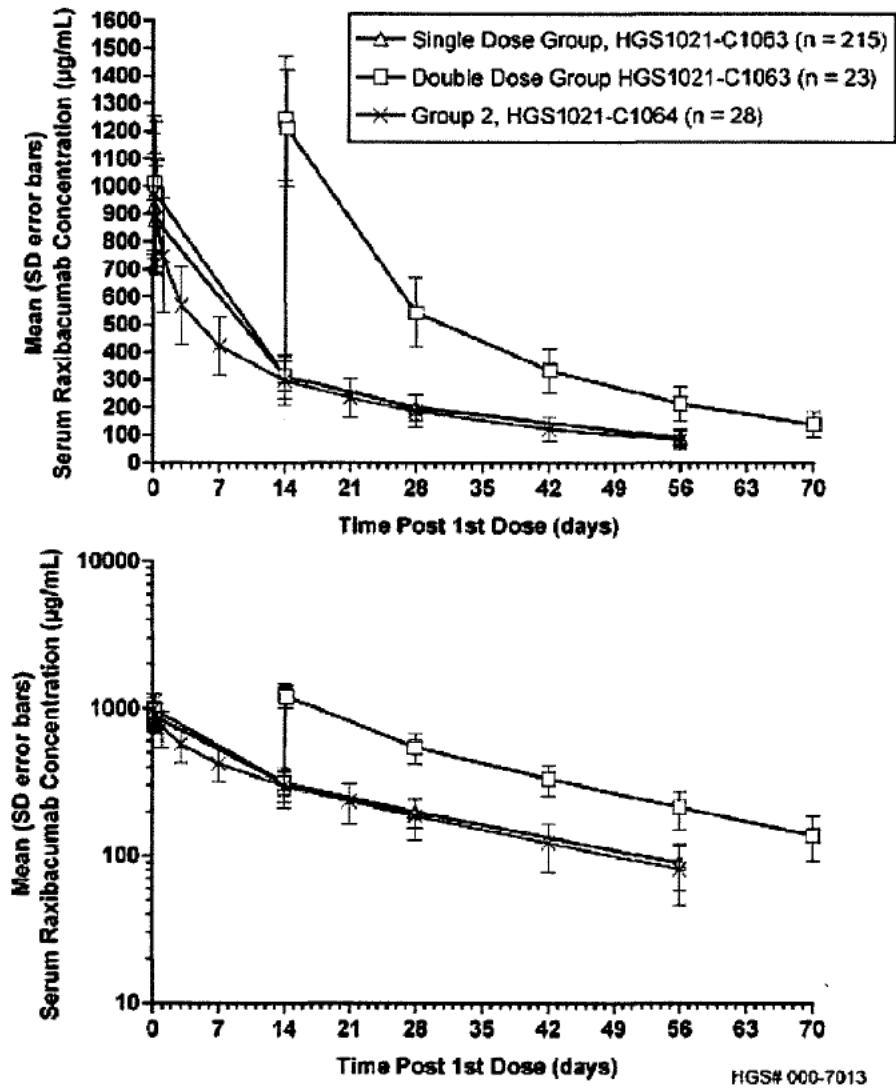 Mean (SD error bars)
Serum Raxibacumab Concentration (µg/mL)
1600
1500
1400
1300
1200
1100
1000
900
800
700
600
500
400
300
200
100
0
Single Dose Group, HGS1021-C1063 (n = 215)
Double Dose Group HGS1021-C1063 (n = 23)
Group 2, HGS1021-C1064 (n = 28)
0 7 14 21 28 35 42 49 56 63 70
Time Post 1st Dose (days)
Mean (SD error bars)
Serum Raxibacumab Concentration (µg/mL)
10000
1000
100
10
0 7 14 21 28 35 42 49 56 63 70
Time Post 1st Dose (days)
HGS# 000-7013